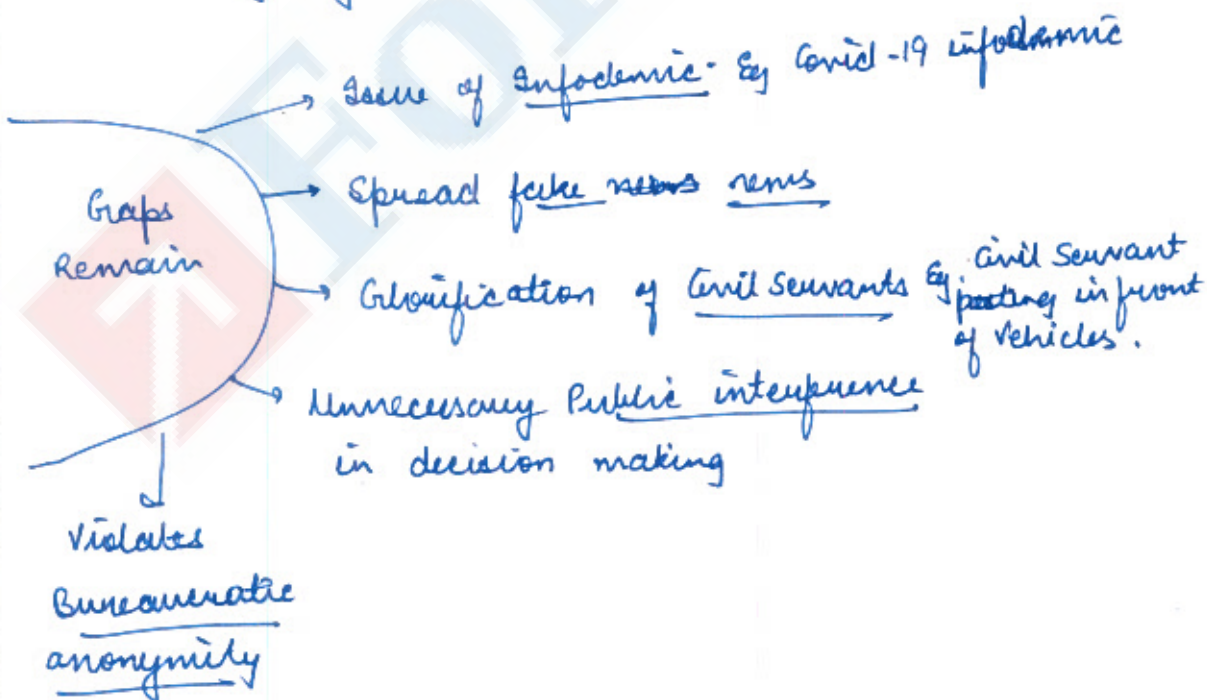 Issue of Infodemic. Eg Covid-19 infodemic
Spread fake news news
Gaps
Remain
Glorification of Civil Servants Eg. Civil Servant
posting in front
of Vehicles.
Unnecessary Public interference
in decision making
Violates
Bureaucratic
anonymity